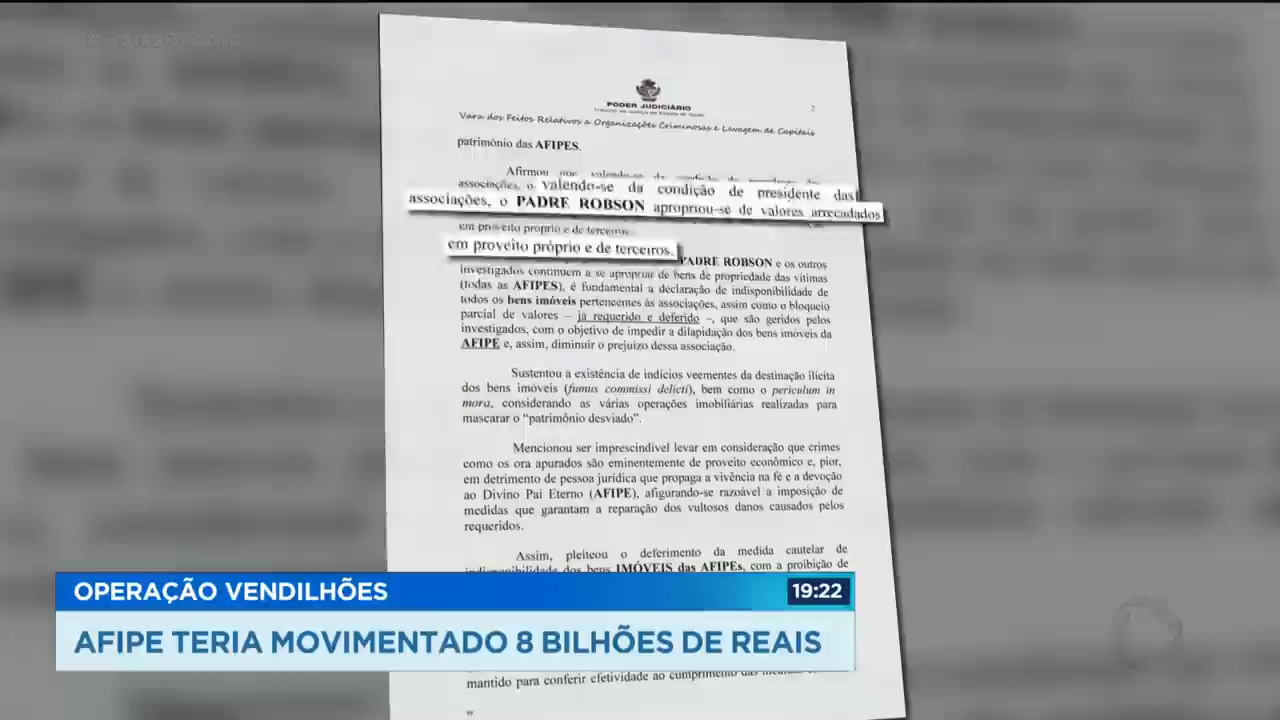 PODER JUDICIÁRIO
Vara dos Feitos Relativos a Organizações Criminosas e Lavagem de Capitais
patrimônio das AFIPES.
Afirmou que
associações, o valendo-se da condição de presidente das
associações, o PADRE ROBSON apropriou-se de valores arrecadados
em proveito próprio e de terceiros.
em proveito próprio e de terceiros.
PADRE ROBSON e os outros
investigados continuem a se apropriar de bens de propriedade das vítimas
(todas as AFIPES), é fundamental a declaração de indisponibilidade de
todos os bens imóveis pertencentes às associações, assim como o bloqueio
parcial de valores – já requerido e deferido –, que são geridos pelos
investigados, com o objetivo de impedir a dilapidação dos bens imóveis da
AFIPE e, assim, diminuir o prejuízo dessa associação.
Sustentou a existência de indícios veementes da destinação ilícita
dos bens imóveis (fumus commissi delicti), bem como o periculum in
mora, considerando as várias operações imobiliárias realizadas para
mascarar o “patrimônio desviado”.
Mencionou ser imprescindível levar em consideração que crimes
como os ora apurados são eminentemente de proveito econômico e, pior,
em detrimento de pessoa jurídica que propaga a vivência na fé e a devoção
ao Divino Pai Eterno (AFIPE), afigurando-se razoável a imposição de
medidas que garantam a reparação dos vultosos danos causados pelos
requeridos.
Assim, pleiteou o deferimento da medida cautelar de
indisponibilidade dos bens IMÓVEIS das AFIPEs, com a proibição de
OPERAÇÃO VENDILHÕES
19:22
AFIPE TERIA MOVIMENTADO 8 BILHÕES DE REAIS
mantido para conferir efetividade ao cumprimento das